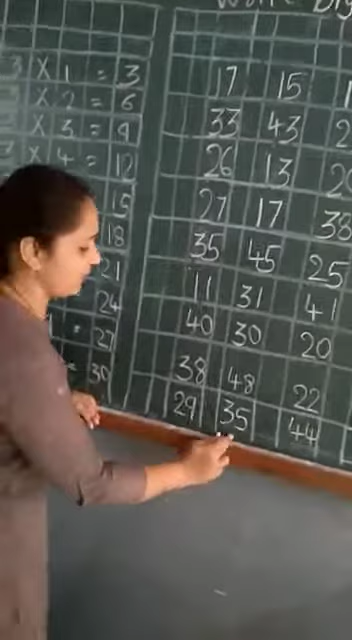 3 X 1 = 3
3 X 2 = 6
X 3 = 9
X 4 = 12
15
18
21
24
27
= 30
17 15
33 43
26 13
27 17 38
35 45 25
11 31 41
40 30 20
38 48 22
29 35 44